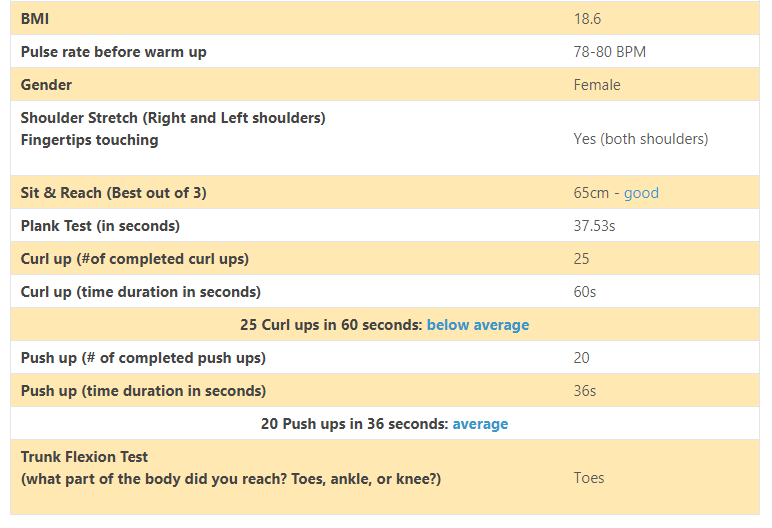 BMI 18.6
Pulse rate before warm up 78-80 BPM
Gender Female
Shoulder Stretch (Right and Left shoulders)
Fingertips touching Yes (both shoulders)
Sit & Reach (Best out of 3) 65cm - good
Plank Test (in seconds) 37.53s
Curl up (#of completed curl ups) 25
Curl up (time duration in seconds) 60s
25 Curl ups in 60 seconds: below average
Push up (# of completed push ups) 20
Push up (time duration in seconds) 36s
20 Push ups in 36 seconds: average
Trunk Flexion Test
(what part of the body did you reach? Toes, ankle, or knee?) Toes